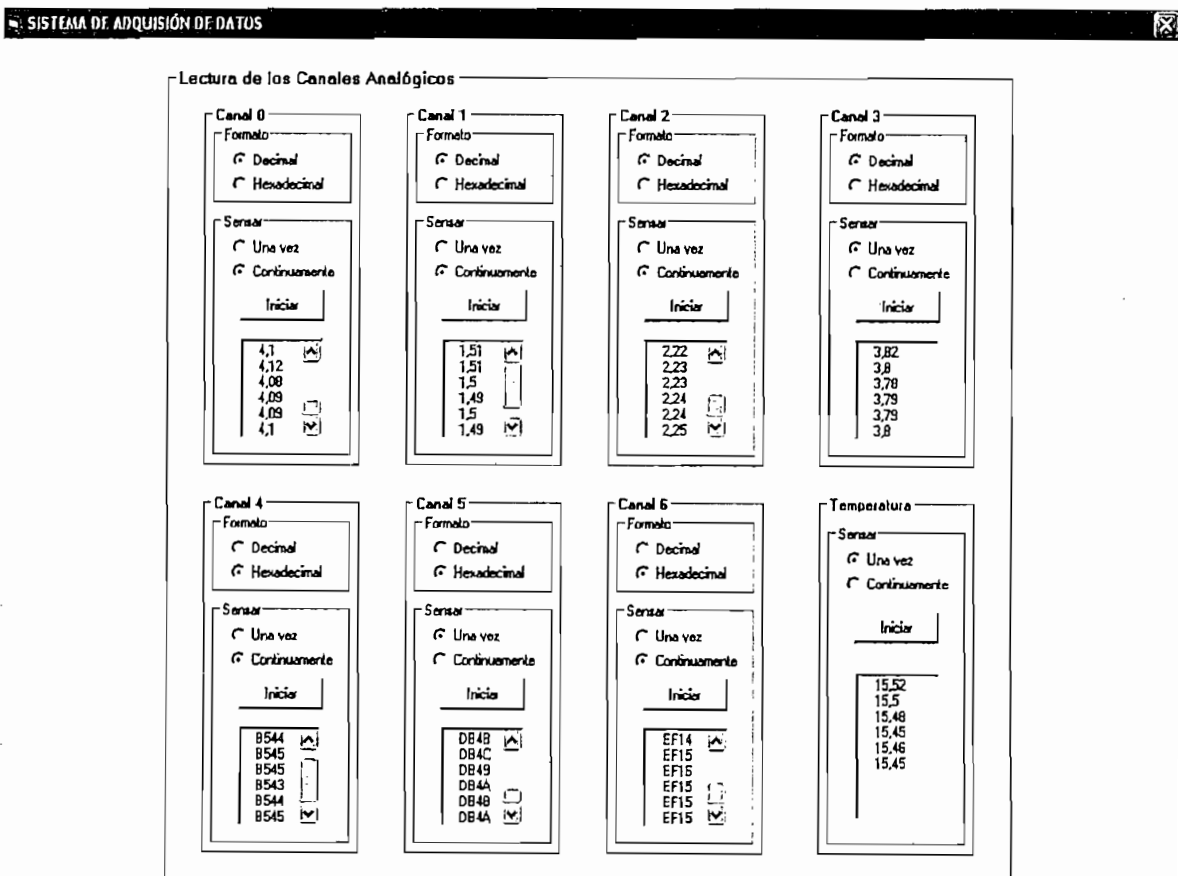 SISTEMA DE ADQUISIÓN DE DATOS
Lectura de los Canales Analógicos
Canal 0
Formato
Decimal
Hexadecimal
Sensar
Una vez
Continuamente
Iniciar
4,1
4,12
4,08
4,09
4,09
4,1
Canal 1
Formato
Decimal
Hexadecimal
Sensar
Una vez
Continuamente
Iniciar
1,51
1,51
1,5
1,49
1,5
1,49
Canal 2
Formato
Decimal
Hexadecimal
Sensar
Una vez
Continuamente
Iniciar
2,22
2,23
2,23
2,24
2,24
2,25
Canal 3
Formato
Decimal
Hexadecimal
Sensar
Una vez
Continuamente
Iniciar
3,82
3,8
3,78
3,79
3,79
3,8
Canal 4
Formato
Decimal
Hexadecimal
Sensar
Una vez
Continuamente
Iniciar
B544
B545
B545
B543
B544
B545
Canal 5
Formato
Decimal
Hexadecimal
Sensar
Una vez
Continuamente
Iniciar
DB4B
DB4C
DB49
DB4A
DB48
DB4A
Canal 6
Formato
Decimal
Hexadecimal
Sensar
Una vez
Continuamente
Iniciar
EF14
EF15
EF15
EF15
EF15
EF15
Temperatura
Sensar
Una vez
Continuamente
Iniciar
15,52
15,5
15,48
15,45
15,46
15,45